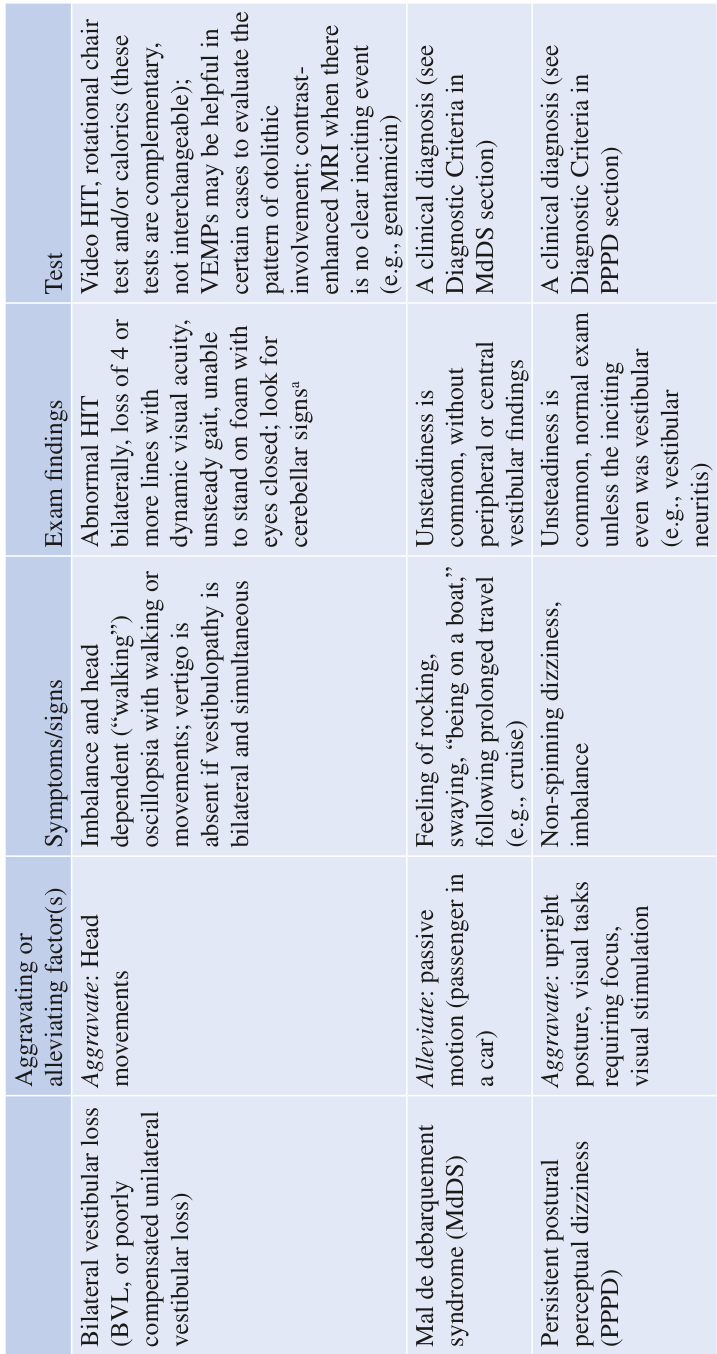 Aggravating or
alleviating factor(s)
Symptoms/signs
Exam findings
Test
Bilateral vestibular loss
(BVL, or poorly
compensated unilateral
vestibular loss)
Aggravate: Head
movements
Imbalance and head
dependent (“walking”)
oscillopsia with walking or
movements; vertigo is
absent if vestibulopathy is
bilateral and simultaneous
Abnormal HIT
bilaterally, loss of 4 or
more lines with
dynamic visual acuity,
unsteady gait, unable
to stand on foam with
eyes closed; look for
cerebellar signsᵃ
Video HIT, rotational chair
test and/or calorics (these
tests are complementary,
not interchangeable);
VEMPs may be helpful in
certain cases to evaluate the
pattern of otolithic
involvement; contrast-
enhanced MRI when there
is no clear inciting event
(e.g., gentamicin)
Mal de debarquement
syndrome (MdDS)
Alleviate: passive
motion (passenger in
a car)
Feeling of rocking,
swaying, “being on a boat,”
following prolonged travel
(e.g., cruise)
Unsteadiness is
common, without
peripheral or central
vestibular findings
A clinical diagnosis (see
Diagnostic Criteria in
MdDS section)
Persistent postural
perceptual dizziness
(PPPD)
Aggravate: upright
posture, visual tasks
requiring focus,
visual stimulation
Non-spinning dizziness,
imbalance
Unsteadiness is
common, normal exam
unless the inciting
even was vestibular
(e.g., vestibular
neuritis)
A clinical diagnosis (see
Diagnostic Criteria in
PPPD section)